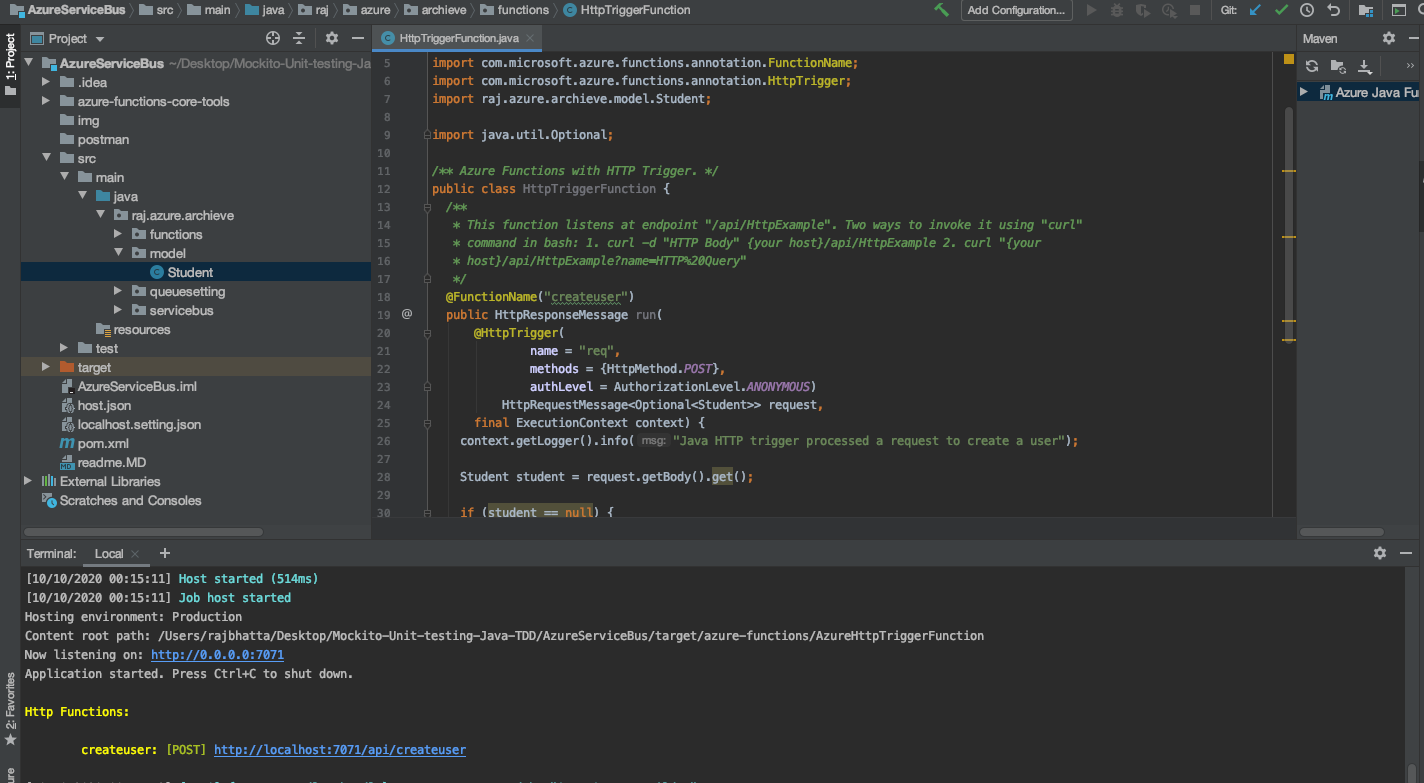 AzureServiceBus src main java raj azure archieve functions HttpTriggerFunction Add Configuration... Git:
1: Project
Project
AzureServiceBus ~/Desktop/Mockito-Unit-testing-Ja
.idea
azure-functions-core-tools
img
postman
src
main
java
raj.azure.archieve
functions
model
Student
queuesetting
servicebus
resources
test
target
AzureServiceBus.iml
host.json
localhost.setting.json
pom.xml
readme.MD
External Libraries
Scratches and Consoles
HttpTriggerFunction.java
5 import com.microsoft.azure.functions.annotation.FunctionName;
6 import com.microsoft.azure.functions.annotation.HttpTrigger;
7 import raj.azure.archieve.model.Student;
8
9 import java.util.Optional;
10
11 /** Azure Functions with HTTP Trigger. */
12 public class HttpTriggerFunction {
13 /**
14 * This function listens at endpoint "/api/HttpExample". Two ways to invoke it using "curl"
15 * command in bash: 1. curl -d "HTTP Body" {your host}/api/HttpExample 2. curl "{your
16 * host}/api/HttpExample?name=HTTP%20Query"
17 */
18 @FunctionName("createuser")
19 @ public HttpResponseMessage run(
20 @HttpTrigger(
21 name = "req",
22 methods = {HttpMethod.POST},
23 authLevel = AuthorizationLevel.ANONYMOUS)
24 HttpRequestMessage<Optional<Student>> request,
25 final ExecutionContext context) {
26 context.getLogger().info( msg: "Java HTTP trigger processed a request to create a user");
27
28 Student student = request.getBody().get();
29
30 if (student == null) {
Maven
Azure Java Fu
Terminal: Local × +
[10/10/2020 00:15:11] Host started (514ms)
[10/10/2020 00:15:11] Job host started
Hosting environment: Production
Content root path: /Users/rajbhatta/Desktop/Mockito-Unit-testing-Java-TDD/AzureServiceBus/target/azure-functions/AzureHttpTriggerFunction
Now listening on: http://0.0.0.0:7071
Application started. Press Ctrl+C to shut down.
Http Functions:
createuser: [POST] http://localhost:7071/api/createuser
2: Favorites